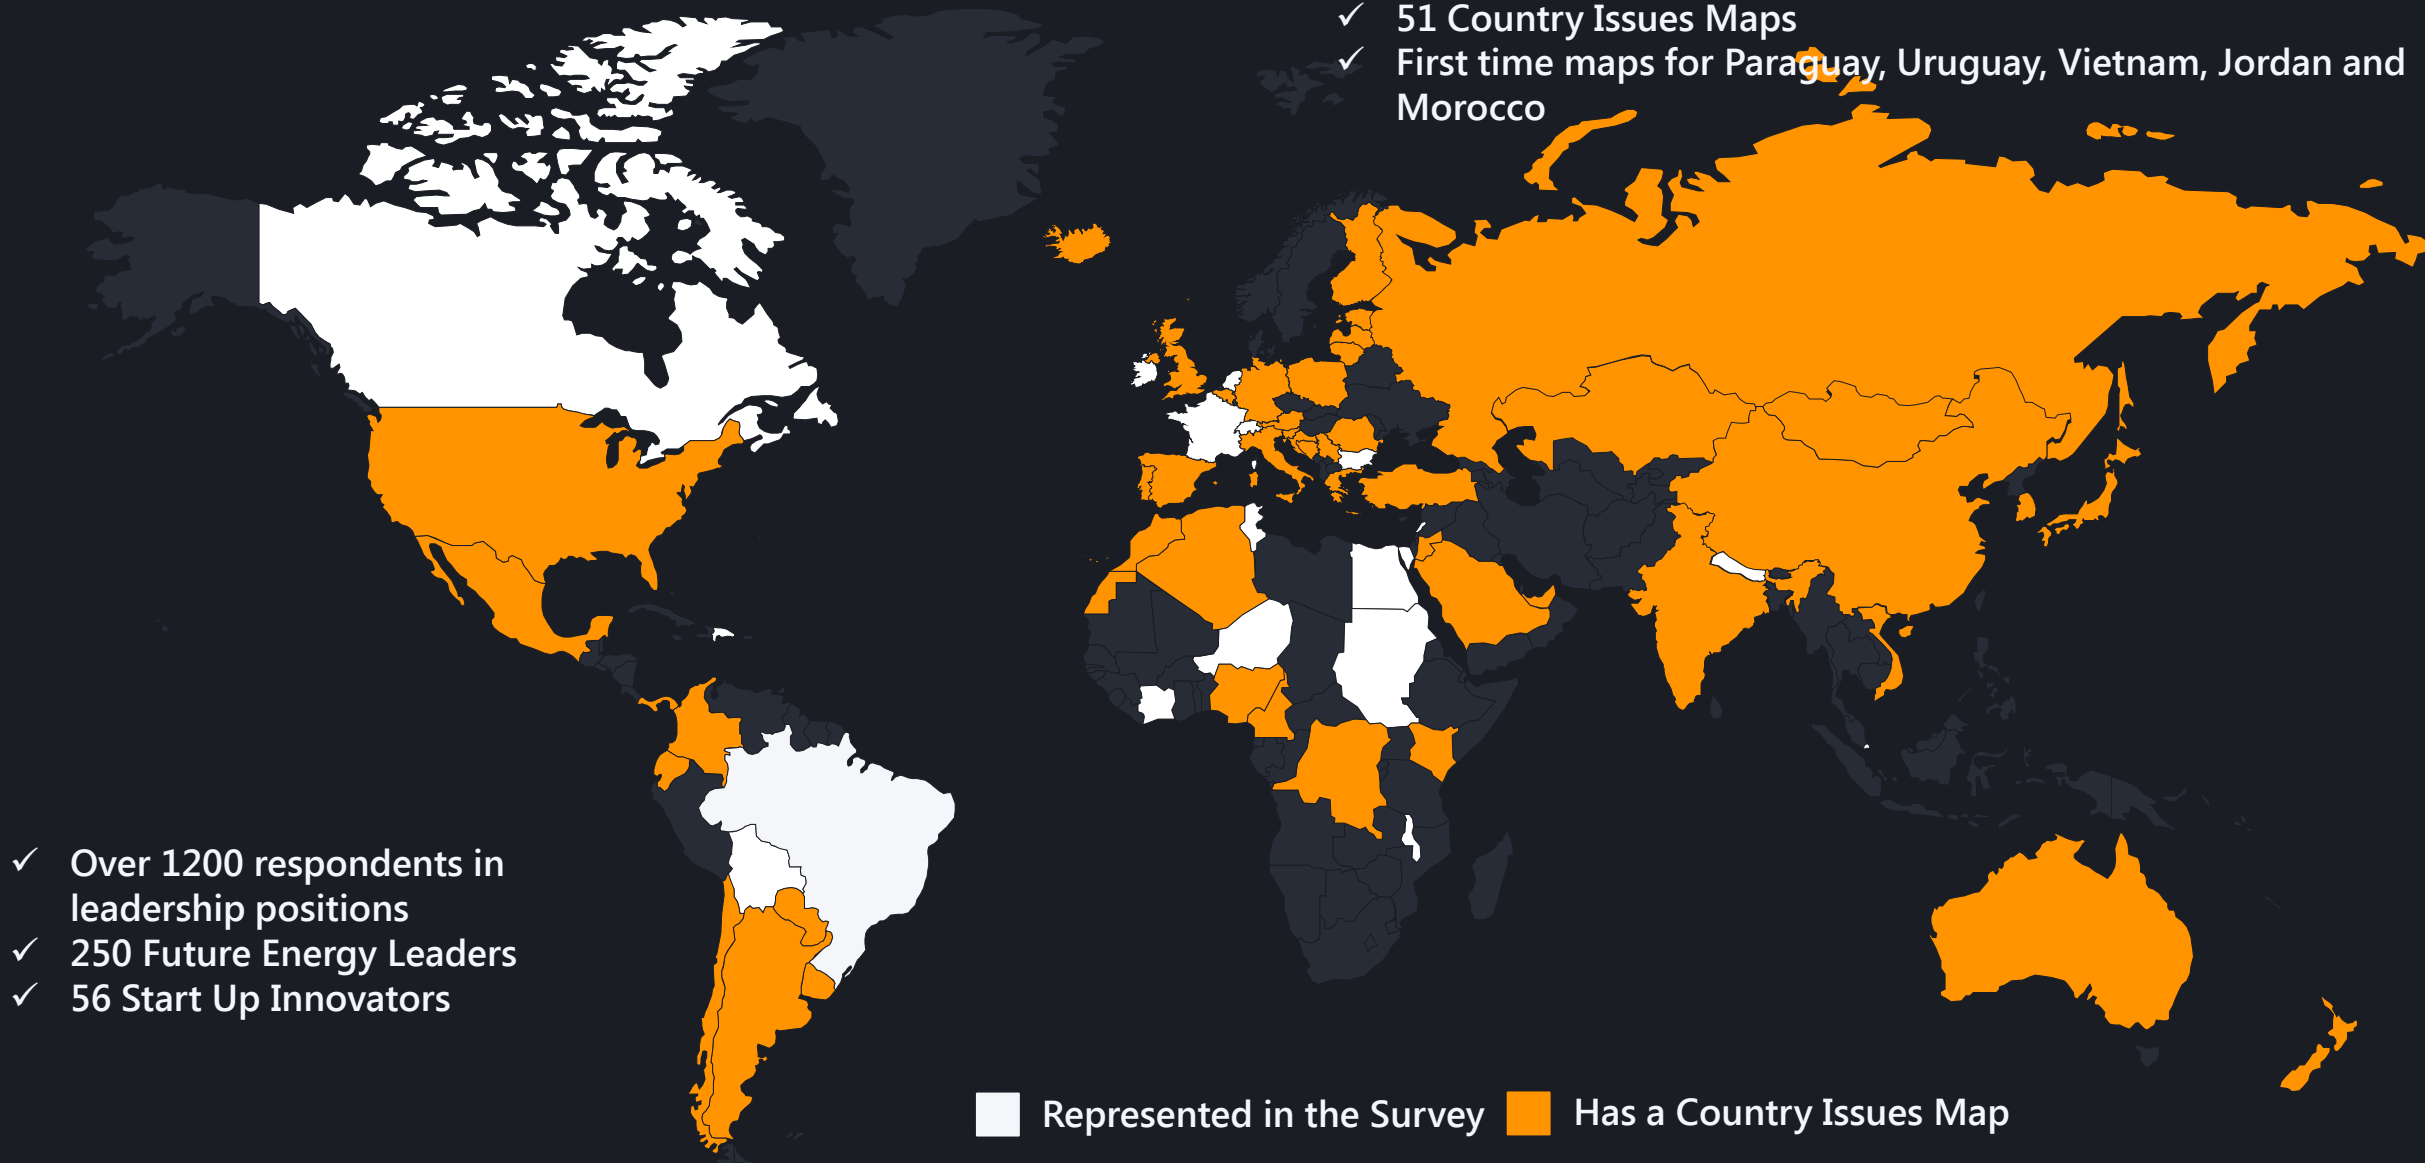 ✓ 51 Country Issues Maps
✓ First time maps for Paraguay, Uruguay, Vietnam, Jordan and
Morocco
✓ Over 1200 respondents in
leadership positions
✓ 250 Future Energy Leaders
✓ 56 Start Up Innovators
Represented in the Survey
Has a Country Issues Map